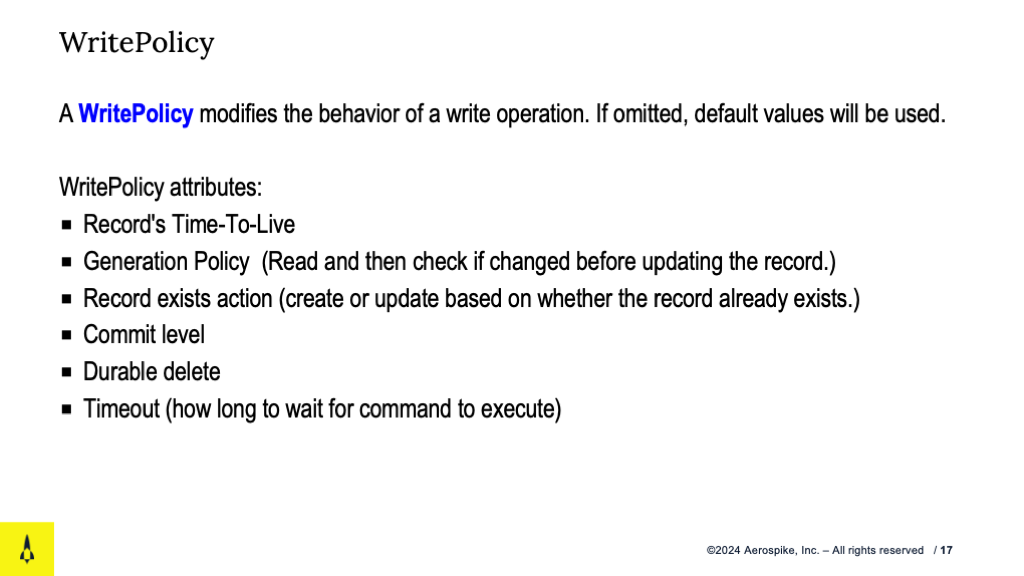 WritePolicy
A WritePolicy modifies the behavior of a write operation. If omitted, default values will be used.
WritePolicy attributes:
▪ Record's Time-To-Live
▪ Generation Policy  (Read and then check if changed before updating the record.)
▪ Record exists action (create or update based on whether the record already exists.)
▪ Commit level
▪ Durable delete
▪ Timeout (how long to wait for command to execute)
©2024 Aerospike, Inc. – All rights reserved / 17